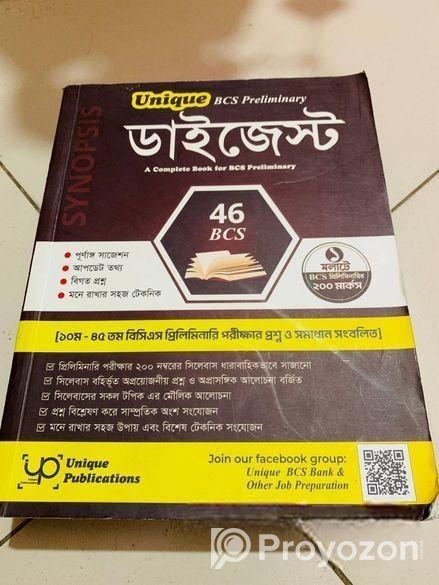 SYNOPSIS
Unique BCS Preliminary
ডাইজেস্ট
A Complete Book for BCS Preliminary
46
BCS
পূর্ণাঙ্গ সাজেশন
আপডেট তথ্য
বিগত প্রশ্ন
মনে রাখার সহজ টেকনিক
১
মলাটে
BCS প্রিলিমিনারির
২০০ মার্কস
[১০ম - ৪৫ তম বিসিএস প্রিলিমিনারি পরীক্ষার প্রশ্ন ও সমাধান সংবলিত]
প্রিলিমিনারি পরীক্ষার ২০০ নম্বরের সিলেবাস ধারাবাহিকভাবে সাজানো
সিলেবাস বহির্ভূত অপ্রয়োজনীয় প্রশ্ন ও অপ্রাসঙ্গিক আলোচনা বর্জিত
সিলেবাসের সকল টপিক এর মৌলিক আলোচনা
প্রশ্ন বিশ্লেষণ করে সাম্প্রতিক অংশ সংযোজন
মনে রাখার সহজ উপায় এবং বিশেষ টেকনিক সংযোজন
Unique
Publications
Join our facebook group:
Unique BCS Bank &
Other Job Preparation
Proyozon